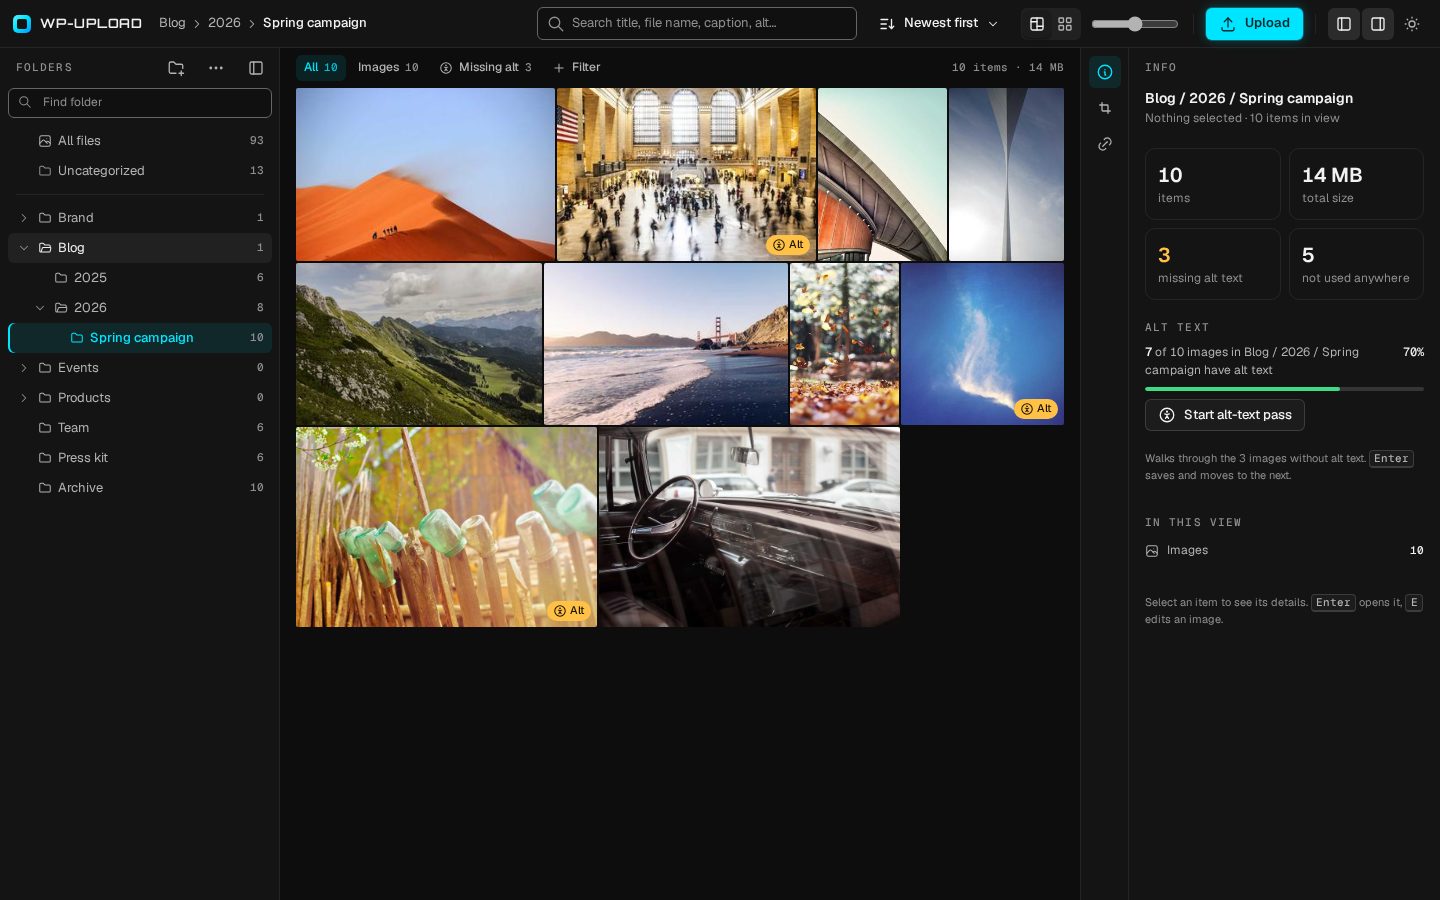 WP-UPLOAD
Blog > 2026 > Spring campaign
Search title, file name, caption, alt...
Newest first
Upload
FOLDERS
Find folder
All files 93
Uncategorized 13
Brand 1
Blog 1
2025 6
2026 8
Spring campaign 10
Events 0
Products 0
Team 6
Press kit 6
Archive 10
All 10
Images 10
Missing alt 3
Filter
10 items · 14 MB
Alt
Alt
Alt
INFO
Blog / 2026 / Spring campaign
Nothing selected · 10 items in view
10
items
14 MB
total size
3
missing alt text
5
not used anywhere
ALT TEXT
7 of 10 images in Blog / 2026 / Spring 70%
campaign have alt text
Start alt-text pass
Walks through the 3 images without alt text. Enter
saves and moves to the next.
IN THIS VIEW
Images 10
Select an item to see its details. Enter opens it, E
edits an image.